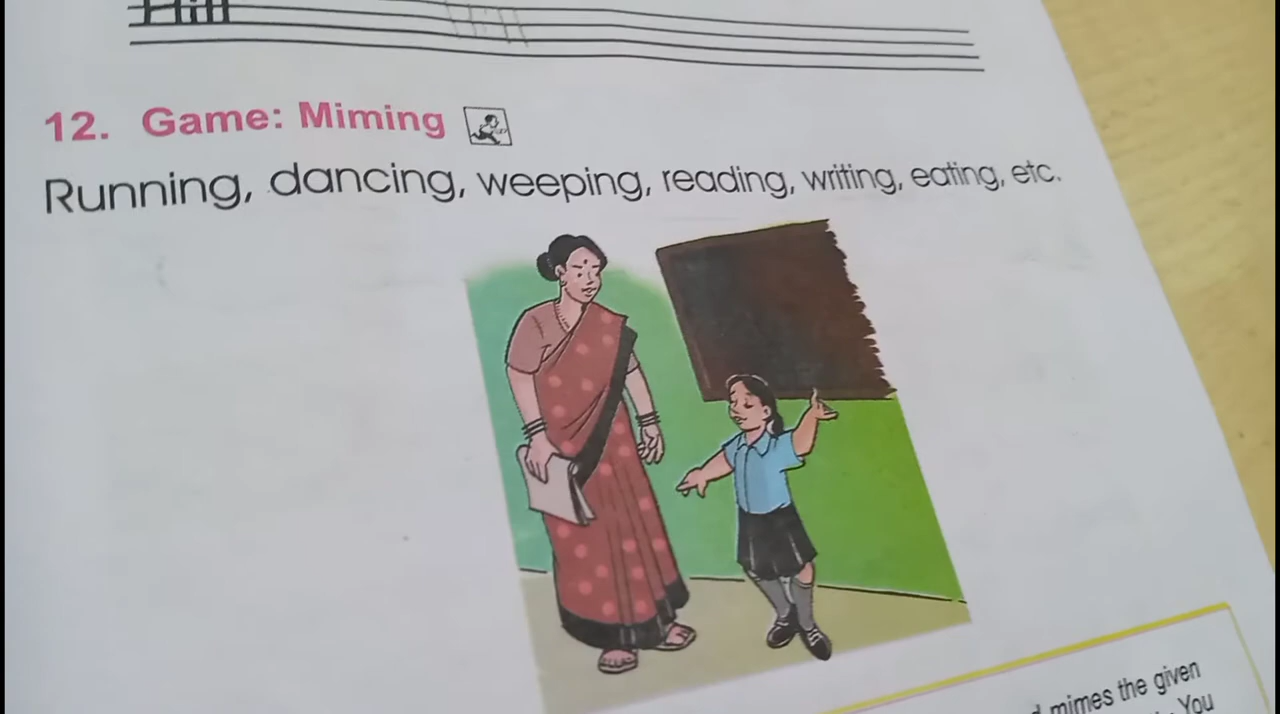 Hill
12. Game: Miming
Running, dancing, weeping, reading, writing, eating, etc.
mimes the given
You